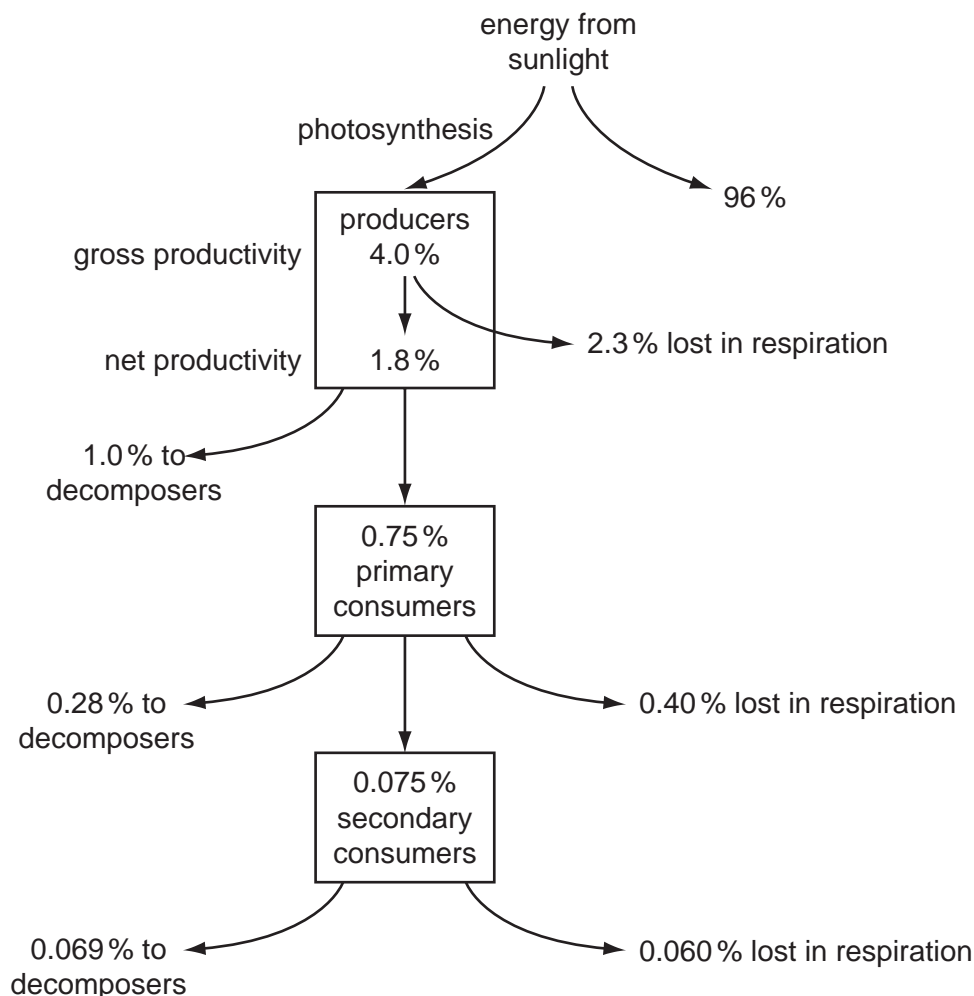 energy from
sunlight
photosynthesis
96 %
producers
gross productivity
4.0 %
2.3 % lost in respiration
net productivity
1.8 %
1.0 % to
decomposers
0.75 %
primary
consumers
0.28 % to
decomposers
0.40 % lost in respiration
0.075 %
secondary
consumers
0.069 % to
decomposers
0.060 % lost in respiration